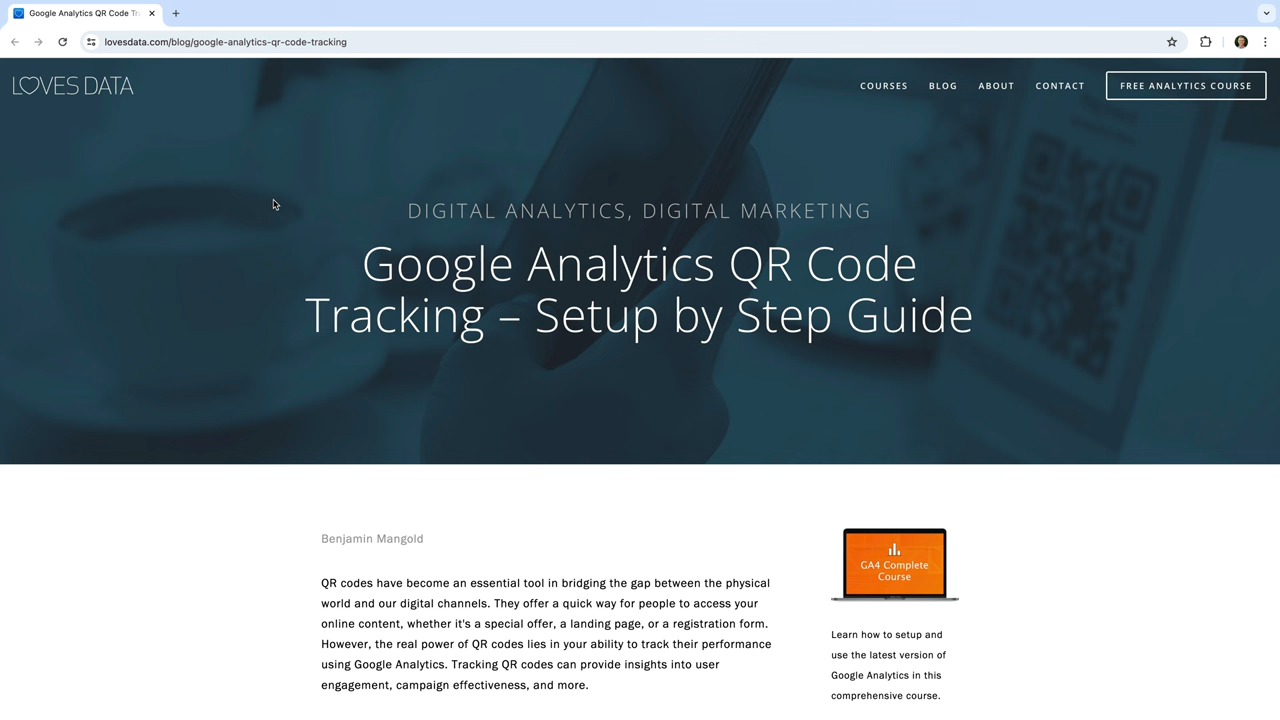 Google Analytics QR Code Tr
lovesdata.com/blog/google-analytics-qr-code-tracking
LOVES DATA
COURSES
BLOG
ABOUT
CONTACT
FREE ANALYTICS COURSE
DIGITAL ANALYTICS, DIGITAL MARKETING
Google Analytics QR Code
Tracking – Setup by Step Guide
Benjamin Mangold
QR codes have become an essential tool in bridging the gap between the physical
world and our digital channels. They offer a quick way for people to access your
online content, whether it's a special offer, a landing page, or a registration form.
However, the real power of QR codes lies in your ability to track their performance
using Google Analytics. Tracking QR codes can provide insights into user
engagement, campaign effectiveness, and more.
GA4 Complete
Course
Learn how to setup and
use the latest version of
Google Analytics in this
comprehensive course.